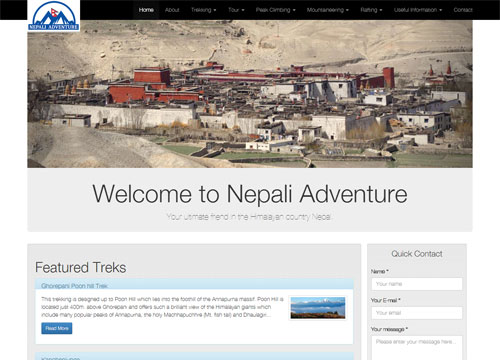 NEPALI ADVENTURE
Home About Trekking Tour Peak Climbing Mountaineering Rafting Useful Information Contact
Welcome to Nepali Adventure
Your ultimate friend in the Himalayan country Nepal.
Featured Treks
Ghorepani Poon hill Trek
This trekking is designed up to Poon Hill which lies into the foothill of the Annapurna massif. Poon Hill is
located just 400m. above Ghorepani and offers such a brilliant view of the Himalayan giants which
include many popular peaks of Annapurna, the holy Machhapuchhre (Mt. fish tail) and Dhaulagiri....
Read More
Quick Contact
Name *
Your name
Your E-mail *
Your email
Your message *
Please enter your message here...